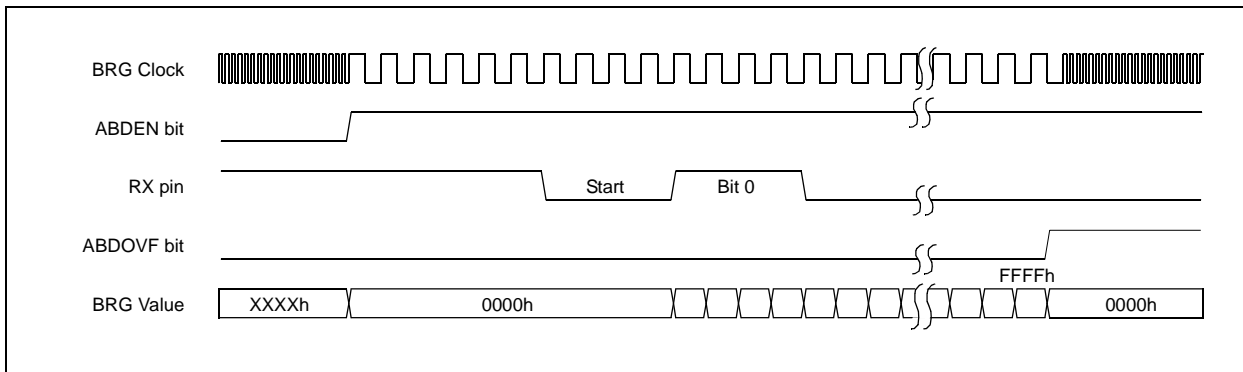 BRG Clock
ABDEN bit
RX pin
Start
Bit 0
ABDOVF bit
FFFFh
BRG Value
XXXXh
0000h
0000h